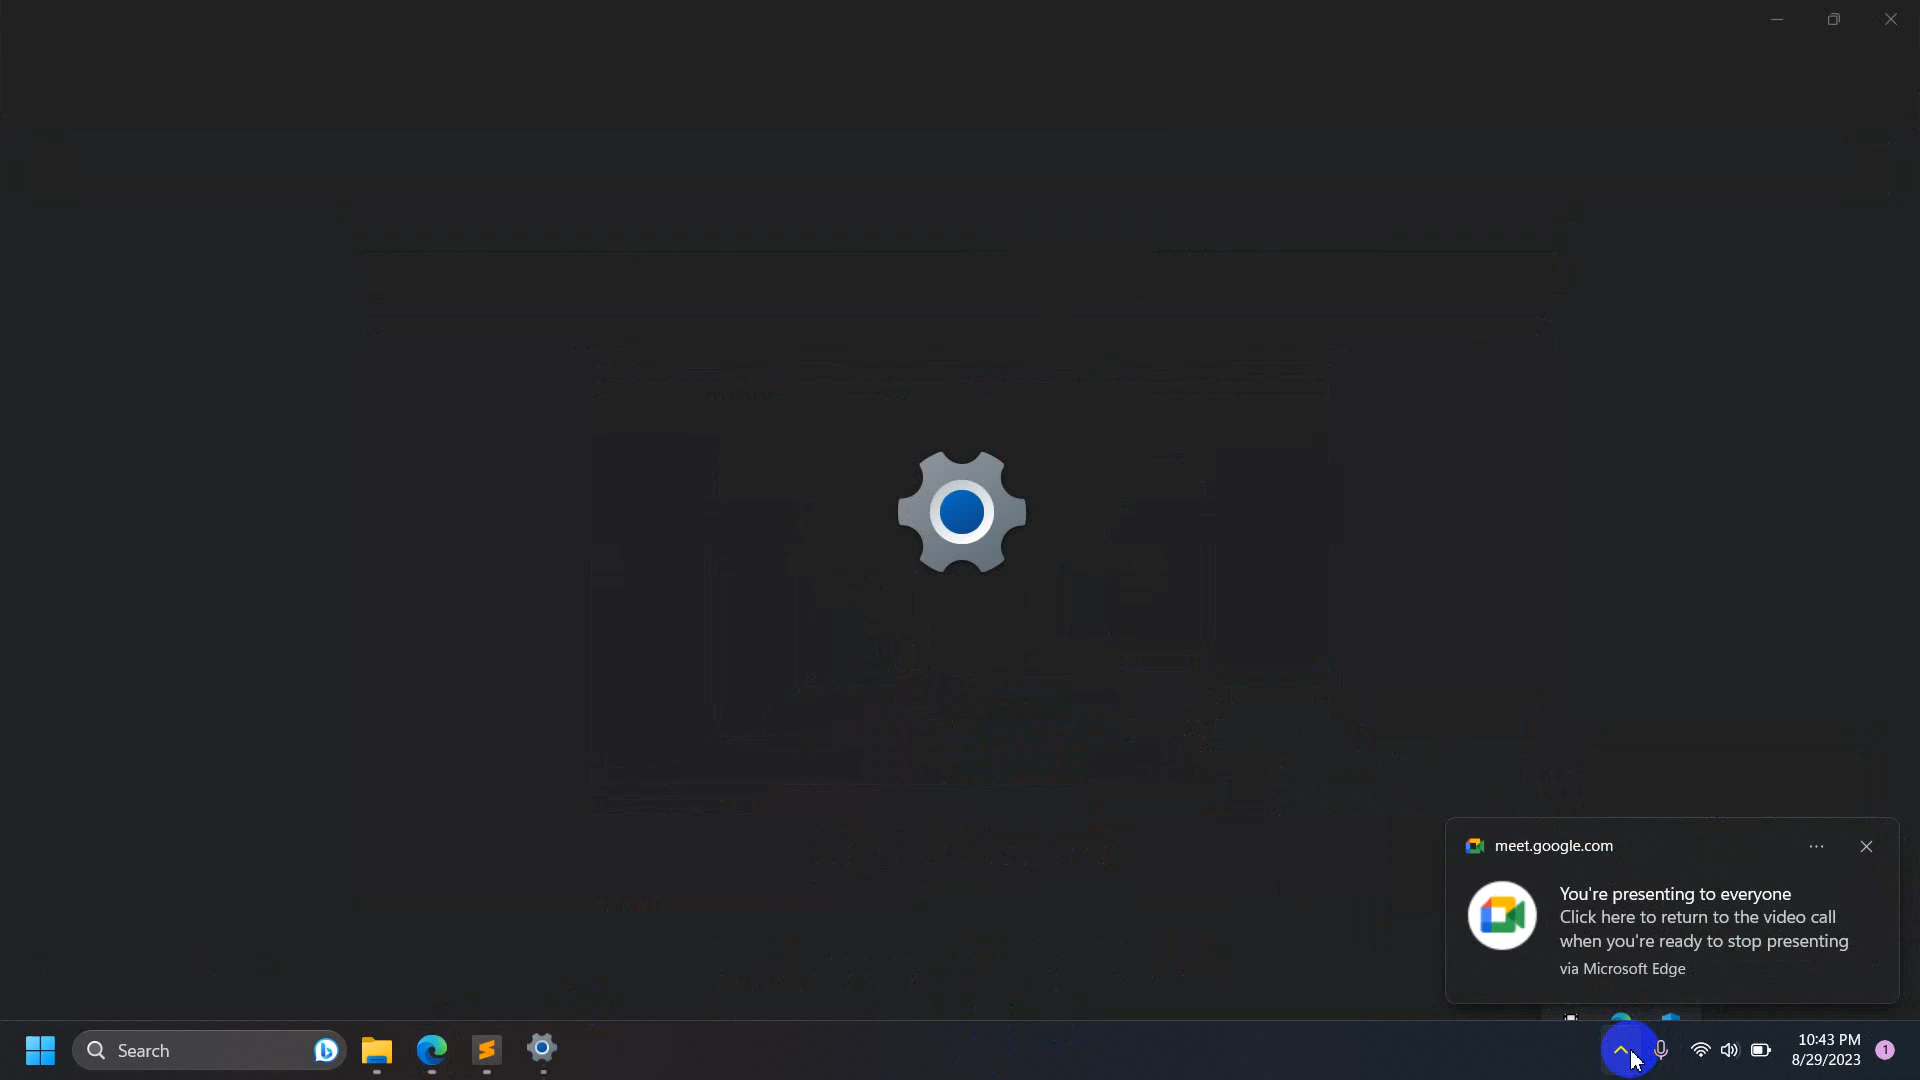 meet.google.com
You're presenting to everyone
Click here to return to the video call
when you're ready to stop presenting
via Microsoft Edge
Search
10:43 PM
8/29/2023
1